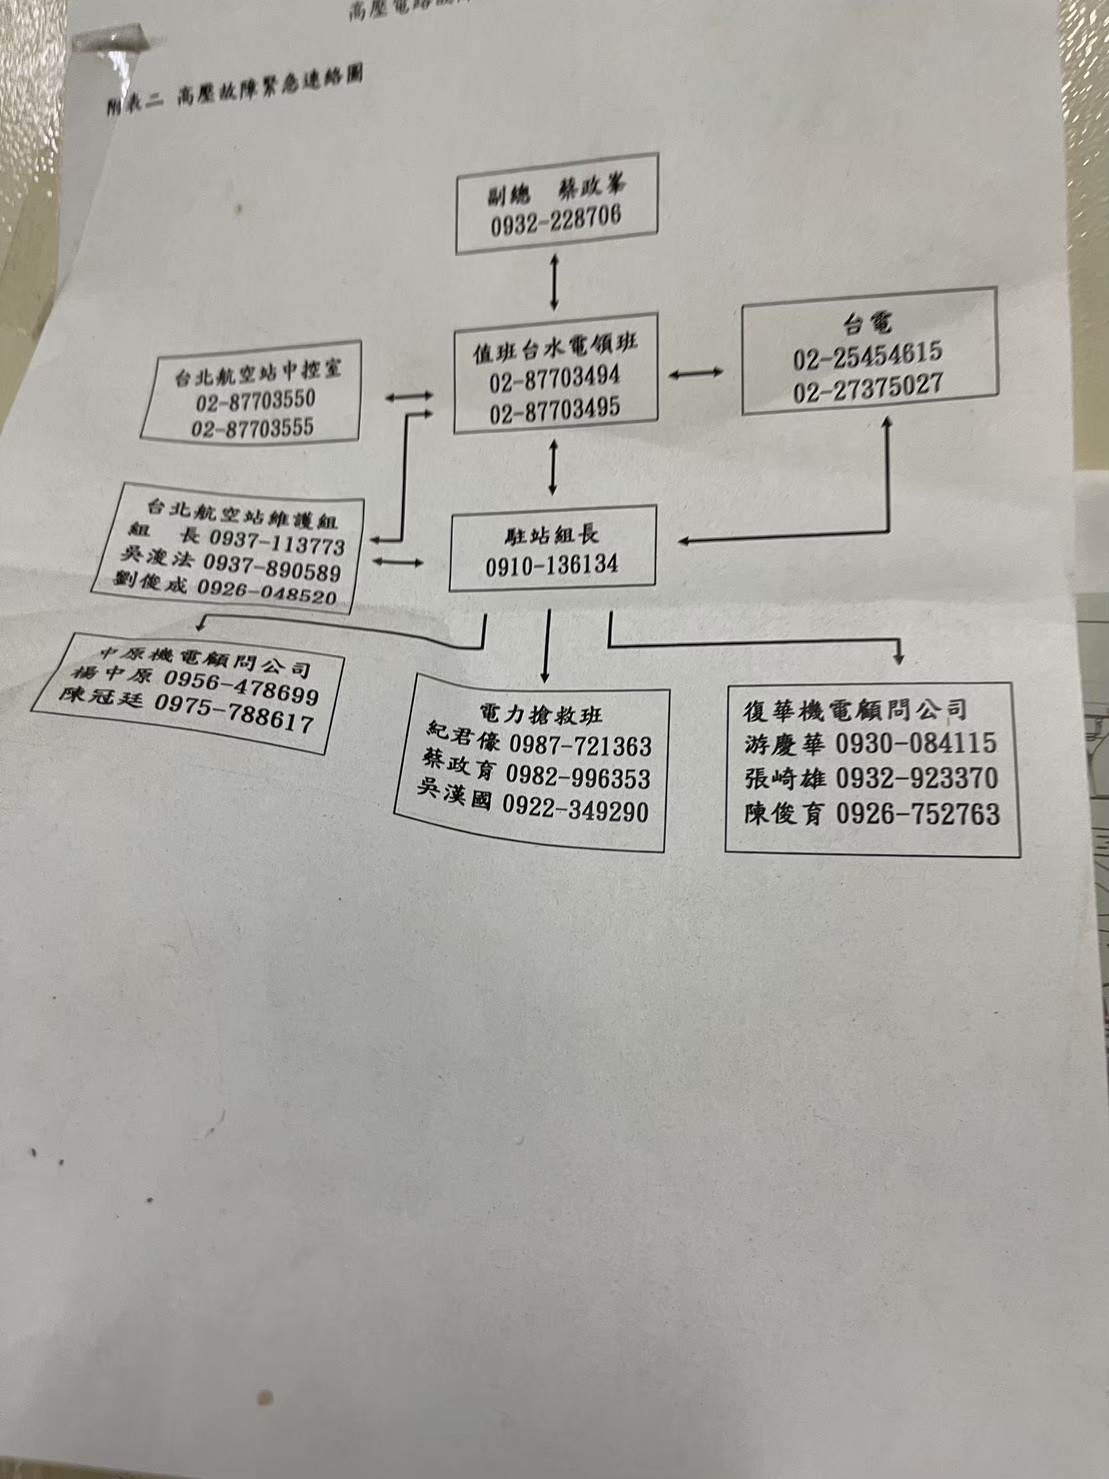 高壓電路
附表二 高壓故障緊急連絡圖
副總 蔡政峯
0932-228706
值班台水電領班
02-87703494
02-87703495
台電
02-25454615
02-27375027
台北航空站中控室
02-87703550
02-87703555
台北航空站維護組
組 長 0937-113773
吳浚法 0937-890589
劉俊成 0926-048520
駐站組長
0910-136134
中原機電顧問公司
楊中原 0956-478699
陳冠廷 0975-788617
電力搶救班
紀君儫 0987-721363
蔡政育 0982-996353
吳漢國 0922-349290
復華機電顧問公司
游慶華 0930-084115
張崎雄 0932-923370
陳俊育 0926-752763